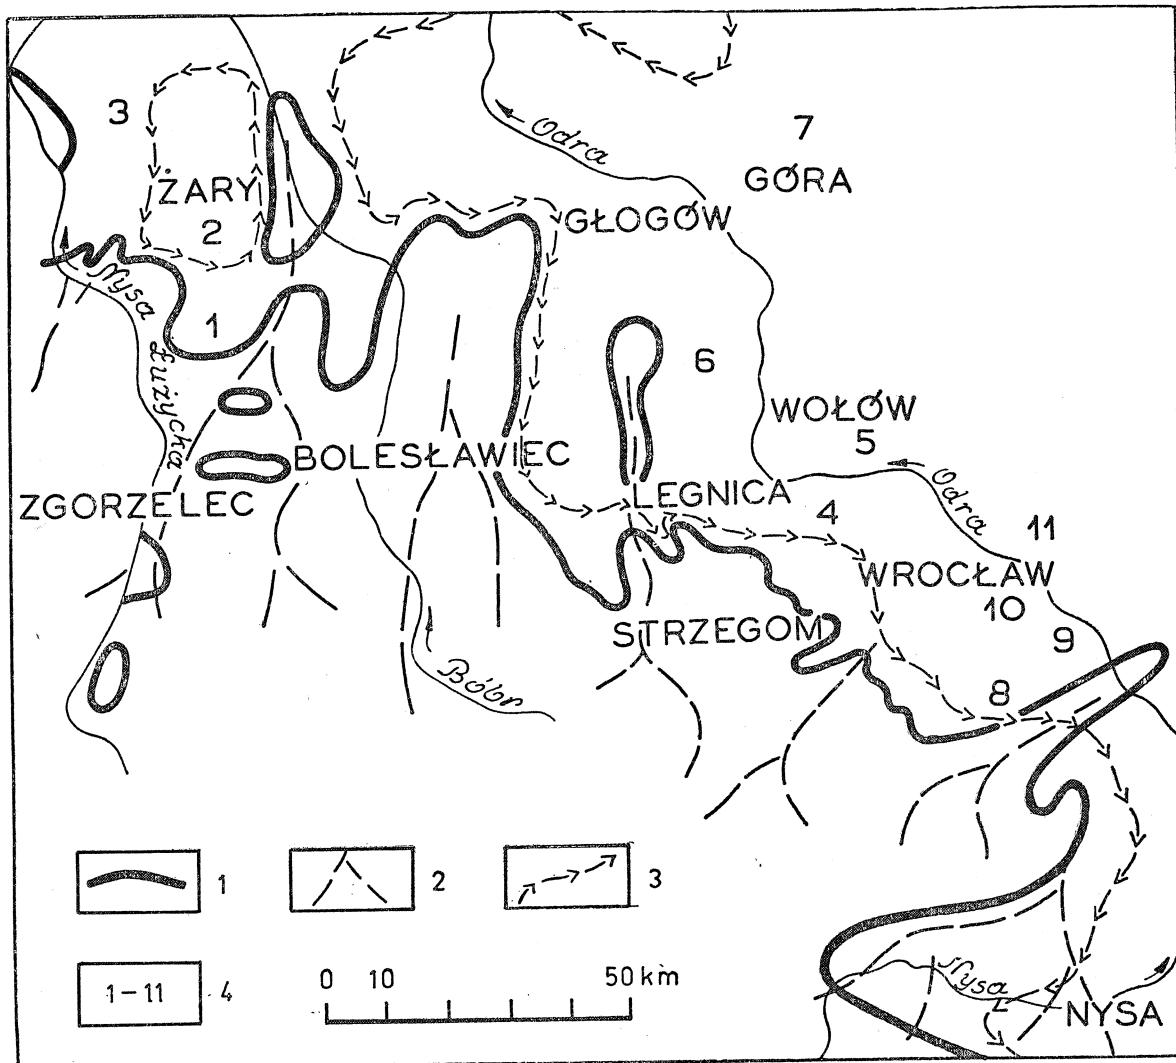 7
Odra
3
GÓRA
ŻARY
GŁOGÓW
2
Nysa Łużycka
1
6
WOŁÓW
5
BOLESŁAWIEC
LEGNICA
ZGORZELEC
4
Odra
11
WROCŁAW
10
STRZEGOM
9
Bóbr
8
1
2
3
1-11
4
0 10 50 km
Nysa
NYSA